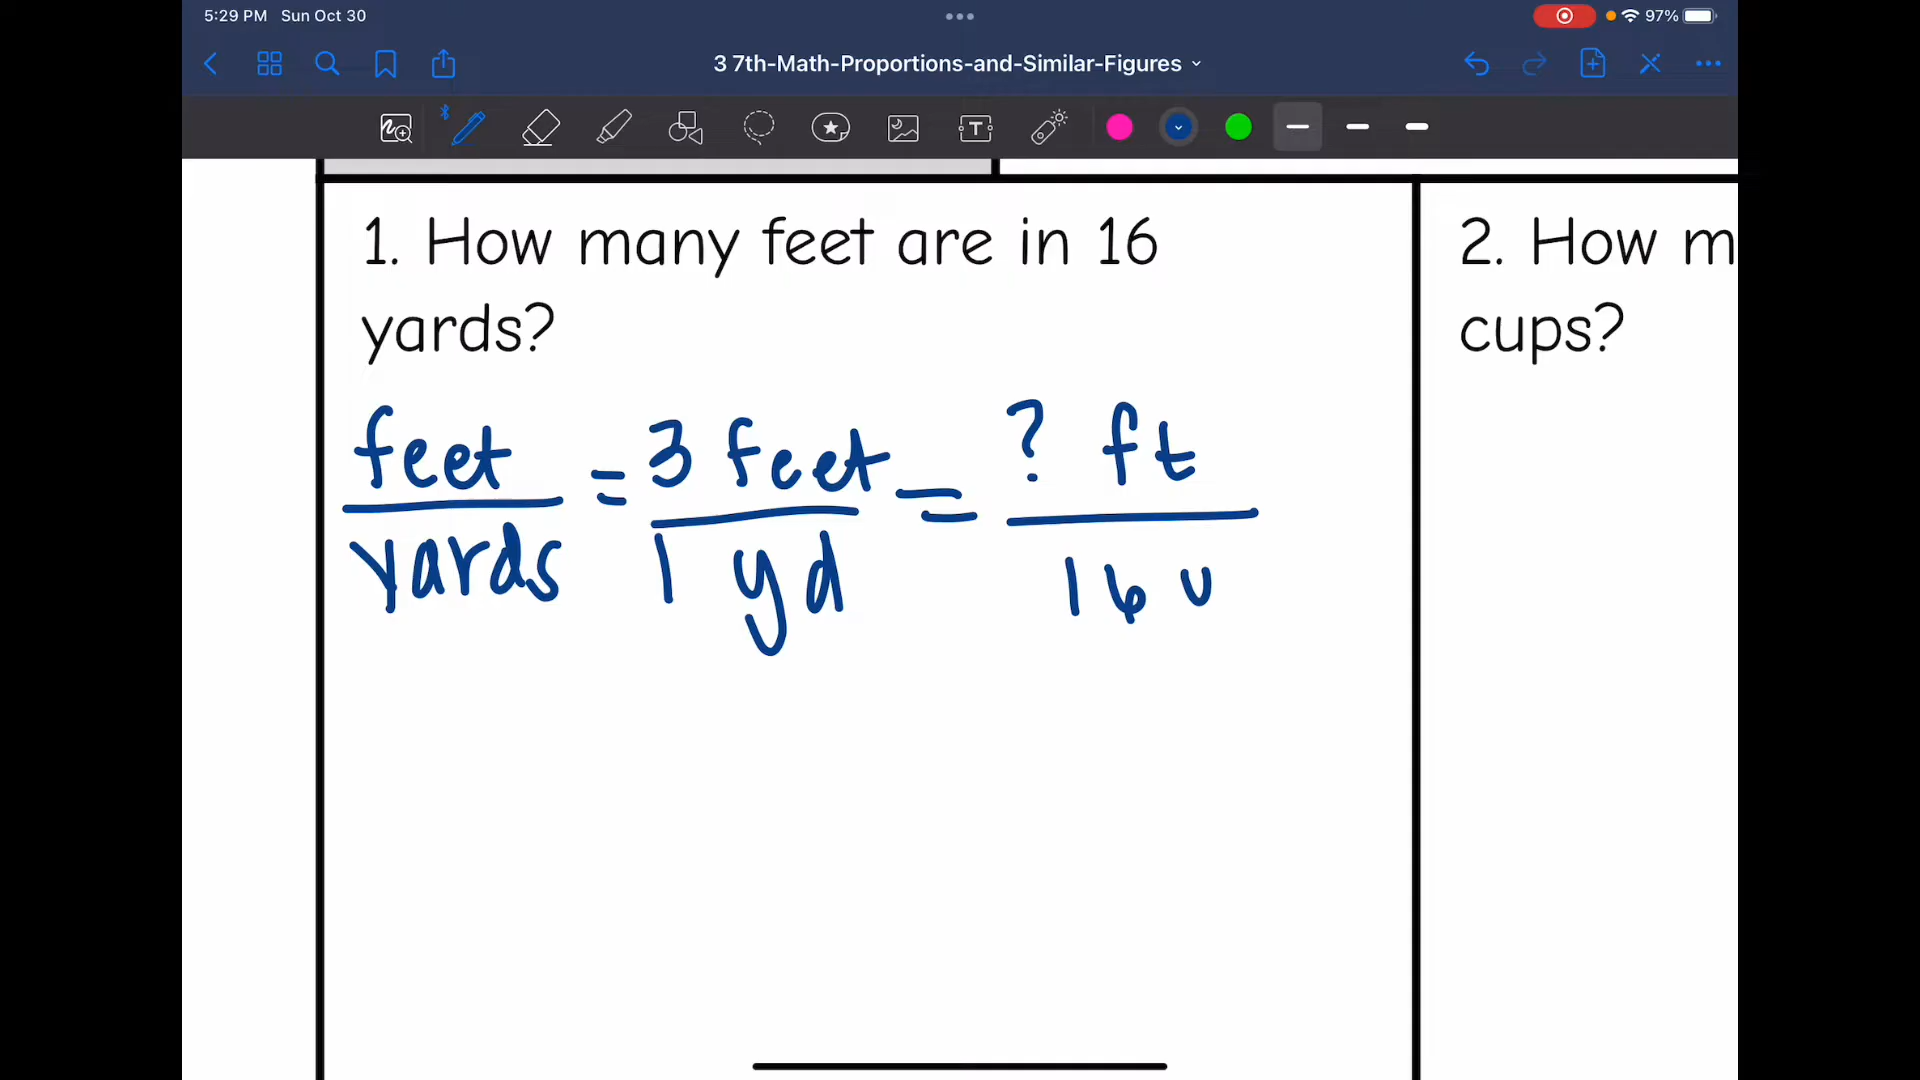 5:29 PM Sun Oct 30
97%
3 7th-Math-Proportions-and-Similar-Figures
1. How many feet are in 16
yards?
2. How m
cups?
feet = 3 feet = ? ft
yards 1 yd 16 y